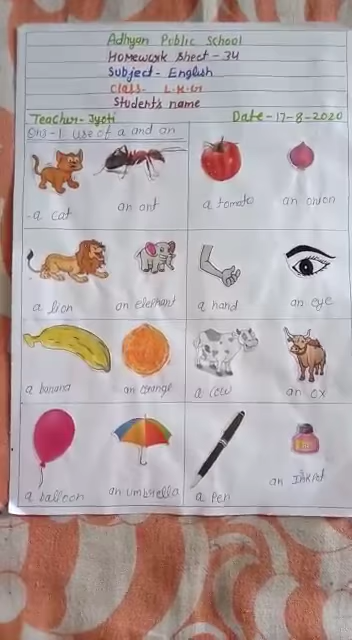 Adhyan Public School
Homework Sheet - 34
Subject - English
Class - L.K.G
Student's name
Teacher - Jyoti Date - 17-8-2020
Qns-1. Use of a and an
a cat an ant a tomato an onion
a lion an elephant a hand an eye
a banana an orange a cow an ox
a balloon an umbrella a pen an Inkpot